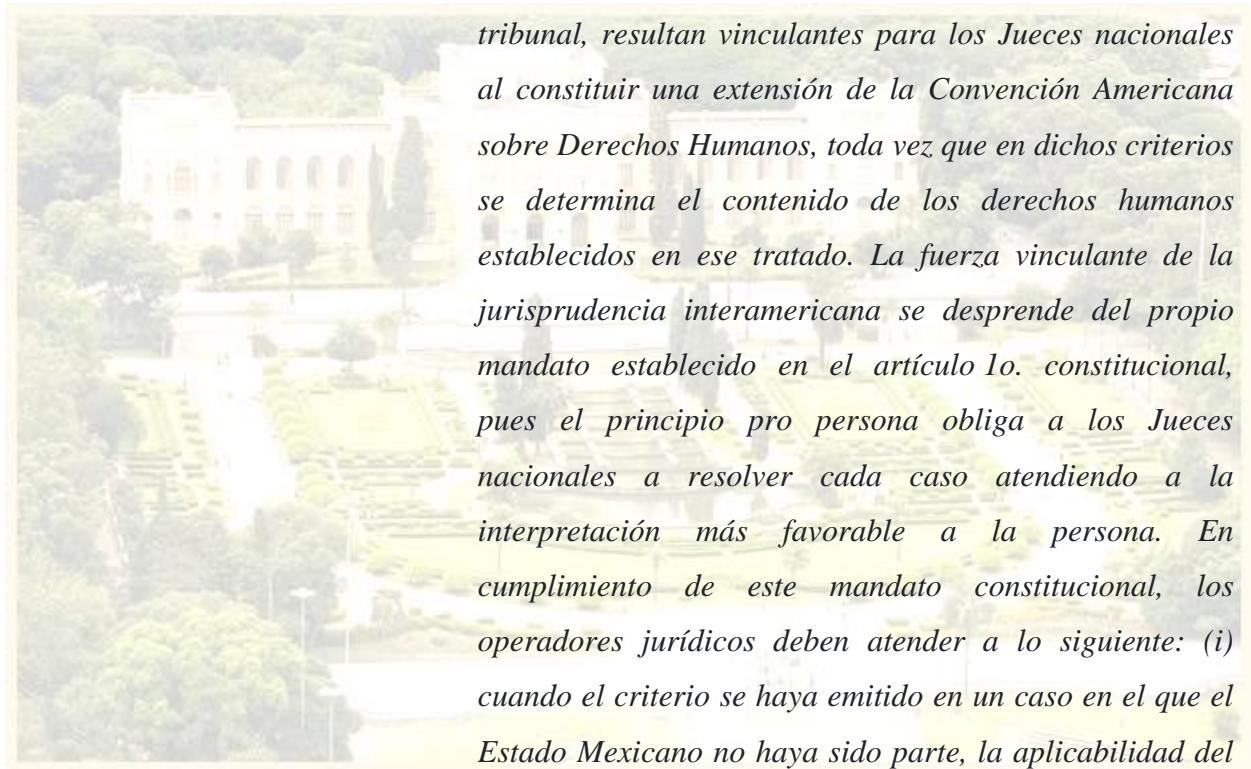 tribunal, resultan vinculantes para los Jueces nacionales
al constituir una extensión de la Convención Americana
sobre Derechos Humanos, toda vez que en dichos criterios
se determina el contenido de los derechos humanos
establecidos en ese tratado. La fuerza vinculante de la
jurisprudencia interamericana se desprende del propio
mandato establecido en el artículo 1o. constitucional,
pues el principio pro persona obliga a los Jueces
nacionales a resolver cada caso atendiendo a la
interpretación más favorable a la persona. En
cumplimiento de este mandato constitucional, los
operadores jurídicos deben atender a lo siguiente: (i)
cuando el criterio se haya emitido en un caso en el que el
Estado Mexicano no haya sido parte, la aplicabilidad del